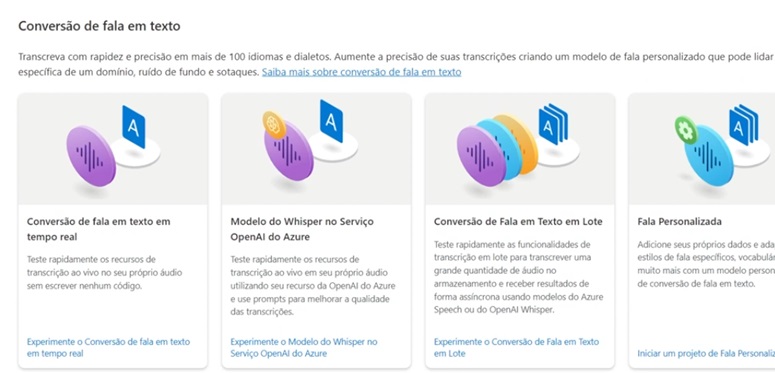 Conversão de fala em texto
Transcreva com rapidez e precisão em mais de 100 idiomas e dialetos. Aumente a precisão de suas transcrições criando um modelo de fala personalizado que pode lidar
específica de um domínio, ruído de fundo e sotaques. Saiba mais sobre conversão de fala em texto
A
A
A
A
Conversão de fala em texto em
tempo real
Teste rapidamente os recursos de
transcrição ao vivo no seu próprio áudio
sem escrever nenhum código.
Experimente o Conversão de fala em texto
em tempo real
Modelo do Whisper no Serviço
OpenAI do Azure
Teste rapidamente os recursos de
transcrição ao vivo em seu próprio áudio
utilizando seu recurso da OpenAI do Azure
e use prompts para melhorar a qualidade
das transcrições.
Experimente o Modelo do Whisper no
Serviço OpenAI do Azure
Conversão de Fala em Texto em Lote
Teste rapidamente as funcionalidades de
transcrição em lote para transcrever uma
grande quantidade de áudio no
armazenamento e receber resultados de
forma assíncrona usando modelos do Azure
Speech ou do OpenAI Whisper.
Experimente o Conversão de Fala em Texto
em Lote
Fala Personalizada
Adicione seus próprios dados e
estilos de fala específicos,
muito mais com um modelo
de conversão de fala em texto.
Iniciar um projeto de Fala